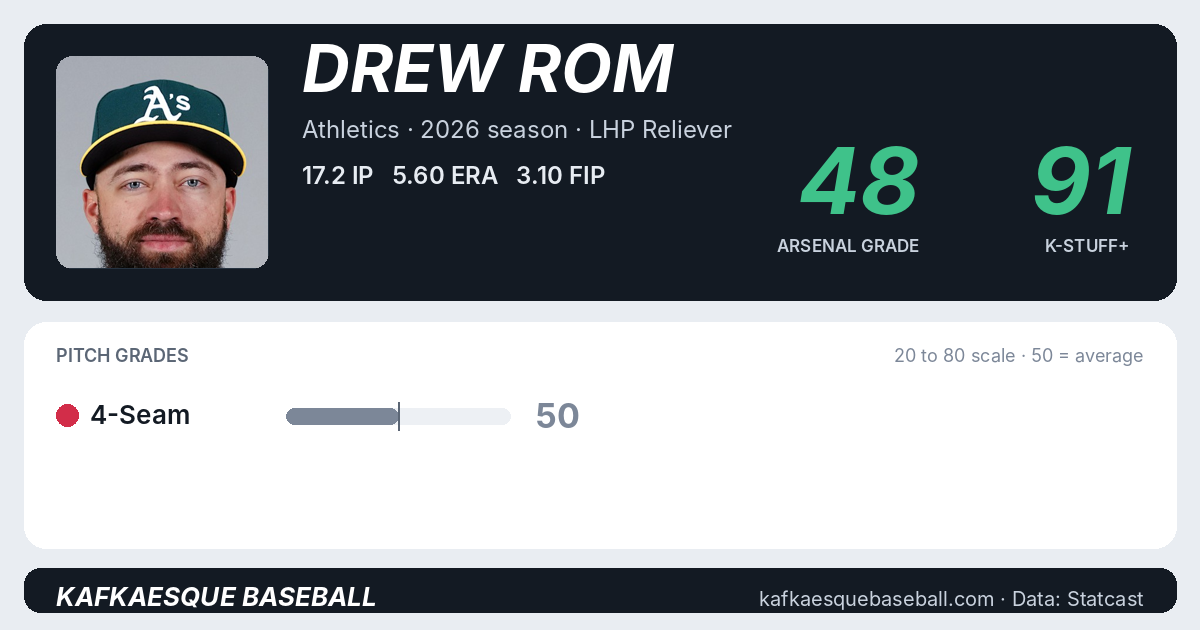 A's
DREW ROM
Athletics · 2026 season · LHP Reliever
17.2 IP 5.60 ERA 3.10 FIP
48 91
ARSENAL GRADE K-STUFF+
PITCH GRADES 20 to 80 scale · 50 = average
4-Seam 50
KAFKAESQUE BASEBALL kafkaesquebaseball.com · Data: Statcast